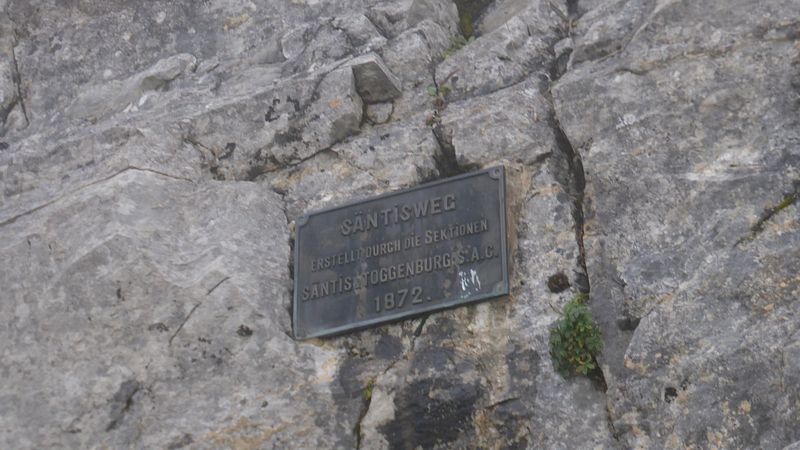 SÄNTISWEG
ERSTELLT DURCH DIE SEKTIONEN
SÄNTIS u. TOGGENBURG S.A.C.
1872.